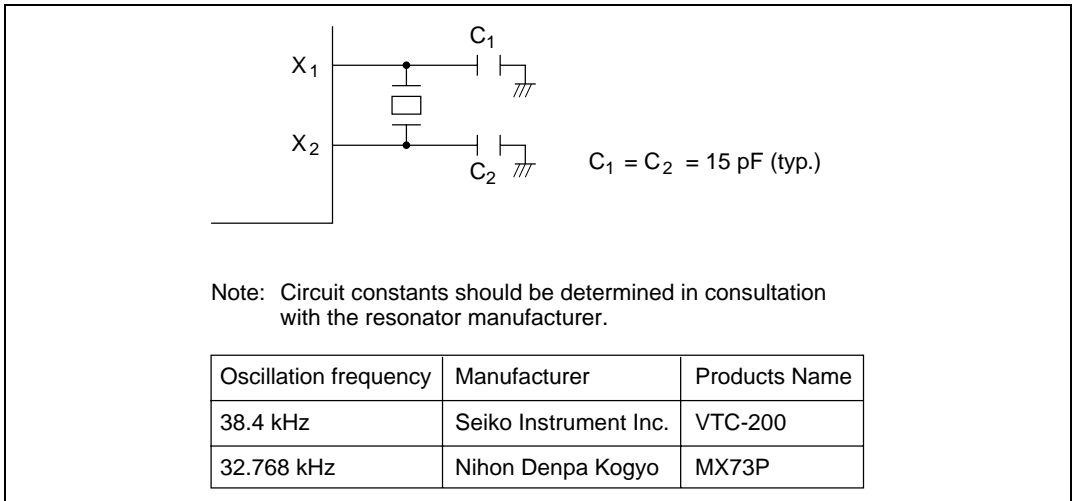 C1
X1
X2
C2
C1 = C2 = 15 pF (typ.)
Note: Circuit constants should be determined in consultation
with the resonator manufacturer.
Oscillation frequency Manufacturer Products Name
38.4 kHz Seiko Instrument Inc. VTC-200
32.768 kHz Nihon Denpa Kogyo MX73P